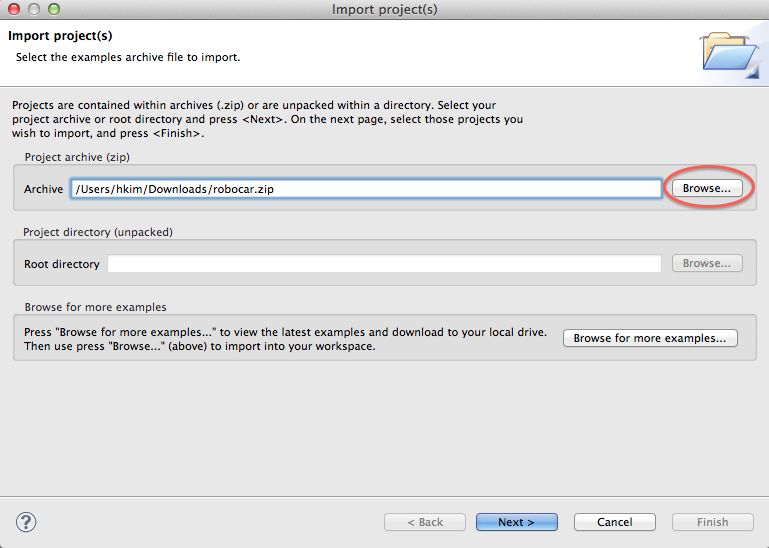 Import project(s)
Import project(s)
Select the examples archive file to import.
Projects are contained within archives (.zip) or are unpacked within a directory. Select your
project archive or root directory and press <Next>. On the next page, select those projects you
wish to import, and press <Finish>.
Project archive (zip)
Archive /Users/hkim/Downloads/robocar.zip Browse...
Project directory (unpacked)
Root directory Browse...
Browse for more examples
Press "Browse for more examples..." to view the latest examples and download to your local drive.
Then use press "Browse..." (above) to import into your workspace.
Browse for more examples...
? < Back Next > Cancel Finish